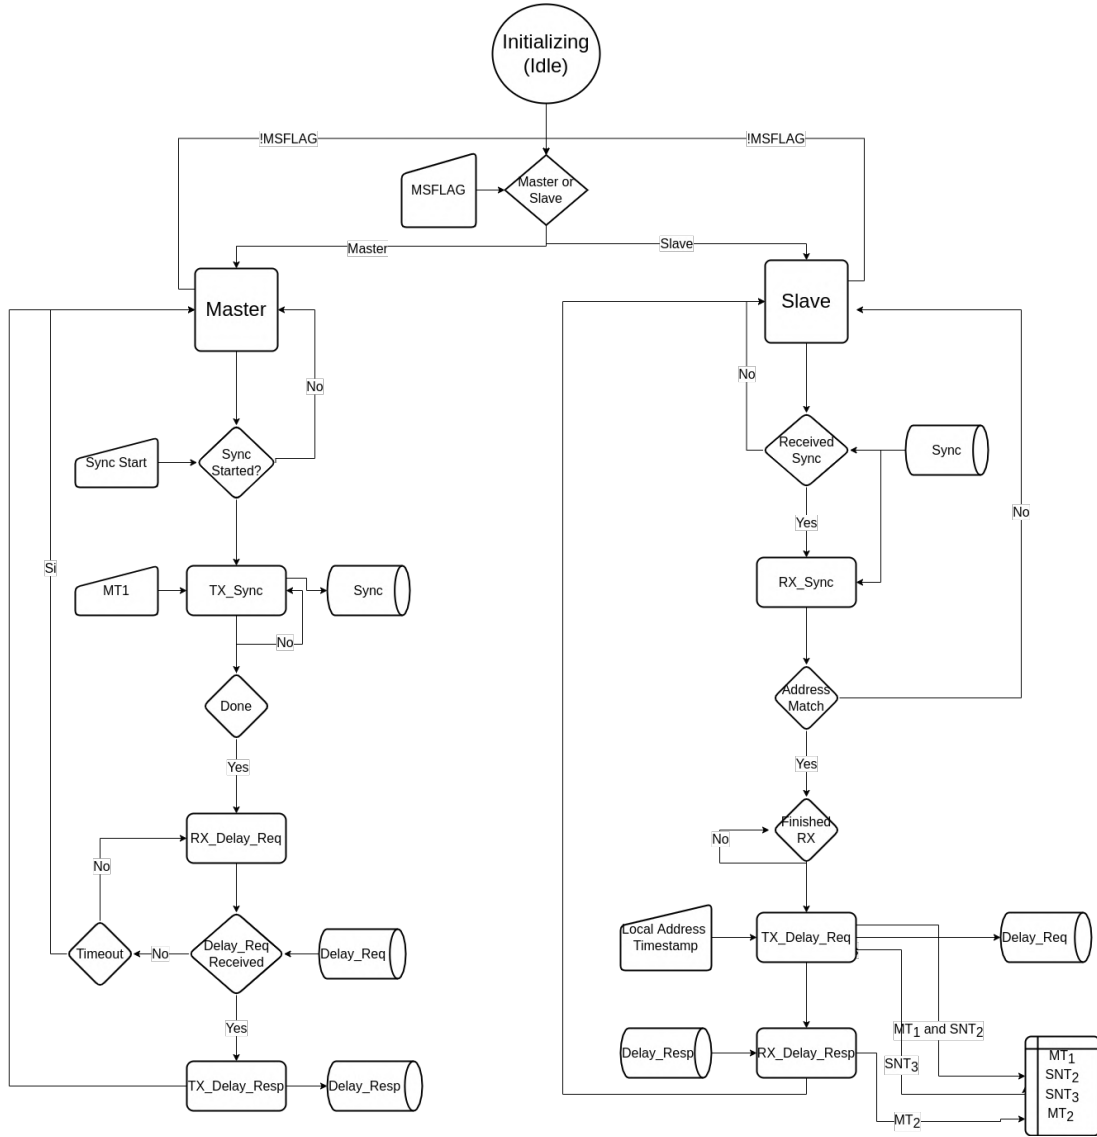 Initializing
(Idle)
!MSFLAG
!MSFLAG
MSFLAG
Master or
Slave
Master
Slave
Master
Slave
No
No
Sync Start
Sync
Started?
Received
Sync
Sync
No
Yes
Si
MT1
TX_Sync
Sync
RX_Sync
No
Done
Address
Match
Yes
Yes
RX_Delay_Req
Finished
RX
No
No
Timeout
No
Delay_Req
Received
Delay_Req
Local Address
Timestamp
TX_Delay_Req
Delay_Req
Yes
MT1 and SNT2
Delay_Resp
RX_Delay_Resp
SNT3
MT1
SNT2
SNT3
MT2
TX_Delay_Resp
Delay_Resp
MT2